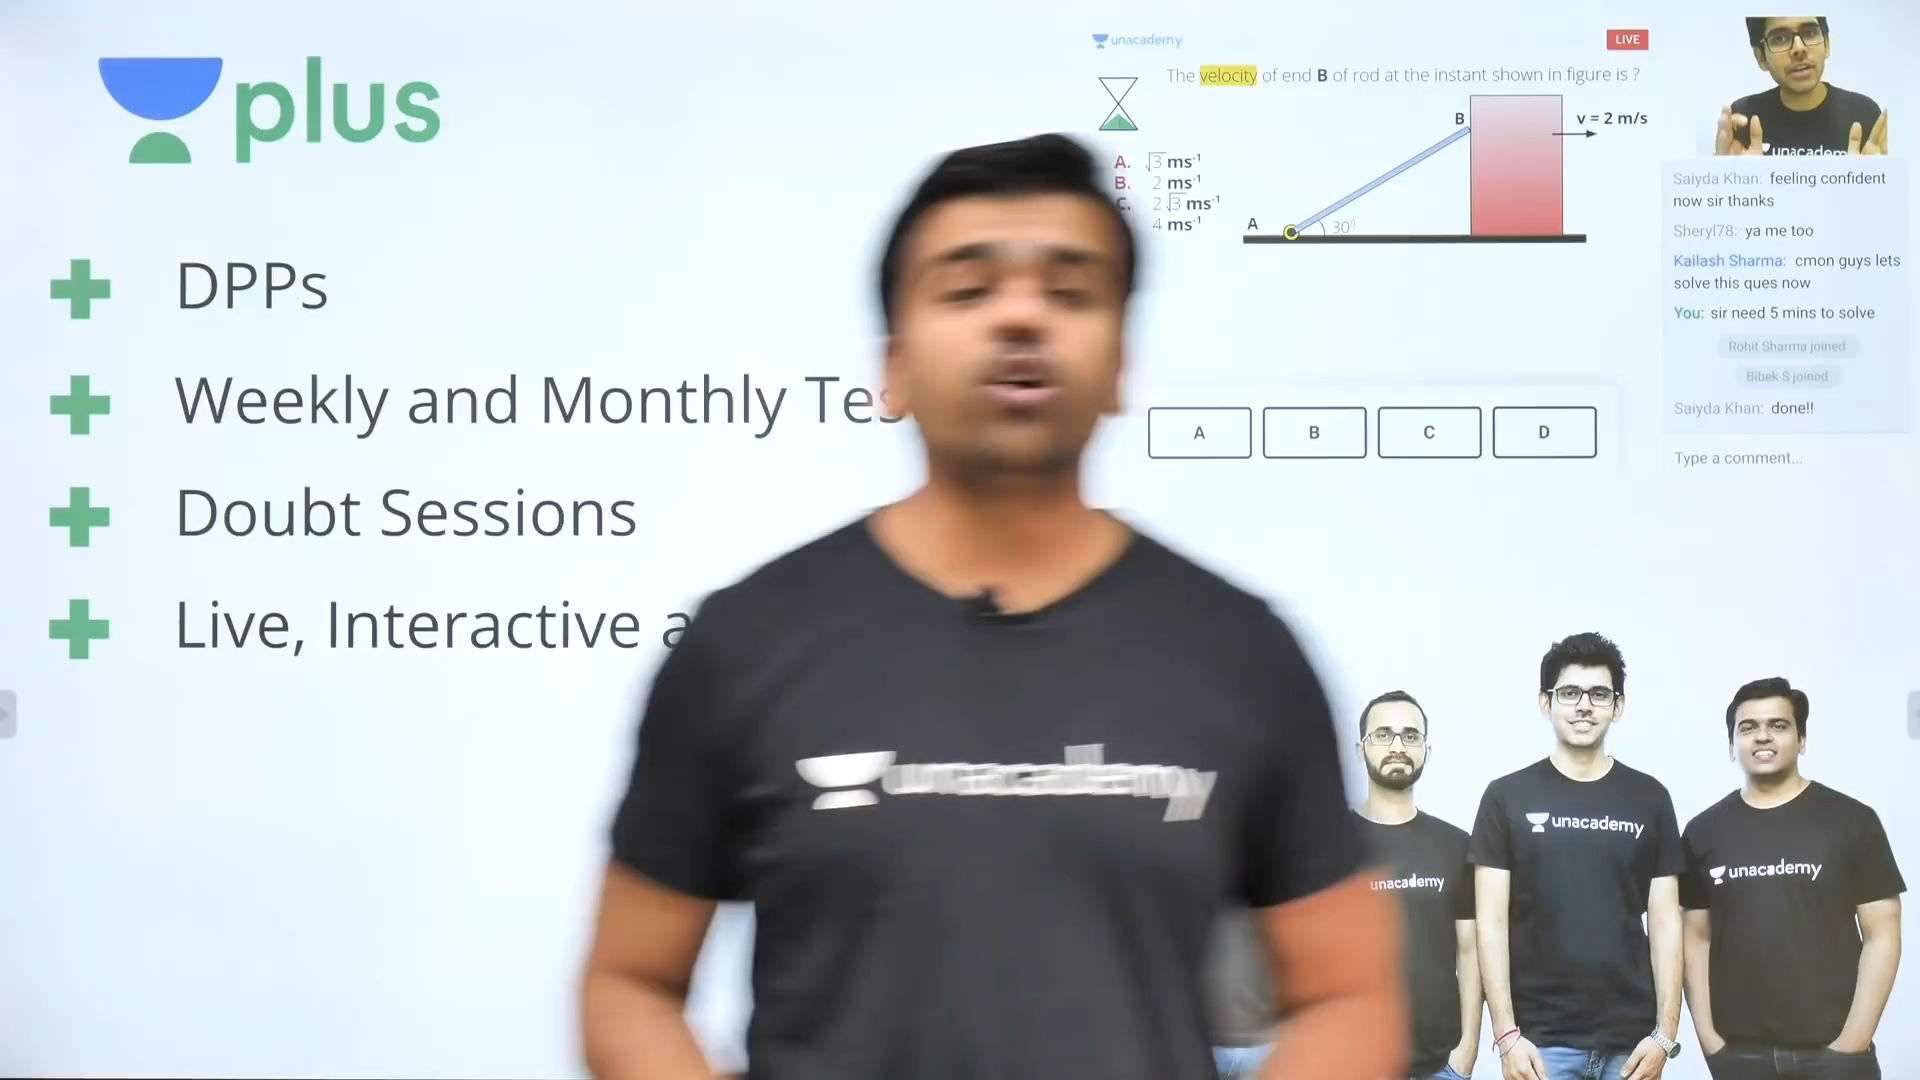 plus
DPPs
Weekly and Monthly
Doubt Sessions
Live, Interactive
unacademy
LIVE
The velocity of end B of rod at the instant shown in figure is ?
A. √3 ms⁻¹
B. 2 ms⁻¹
C. 2√3 ms⁻¹
4 ms⁻¹
B
v = 2 m/s
A
30⁰
A
B
C
D
unacademy
Saiyda Khan: feeling confident
now sir thanks
Sheryl78: ya me too
Kailash Sharma: cmon guys lets
solve this ques now
You: sir need 5 mins to solve
Rohit Sharma joined
Bibek S joined
Saiyda Khan: done!!
Type a comment...
unacademy
unacademy
unacademy
unacademy